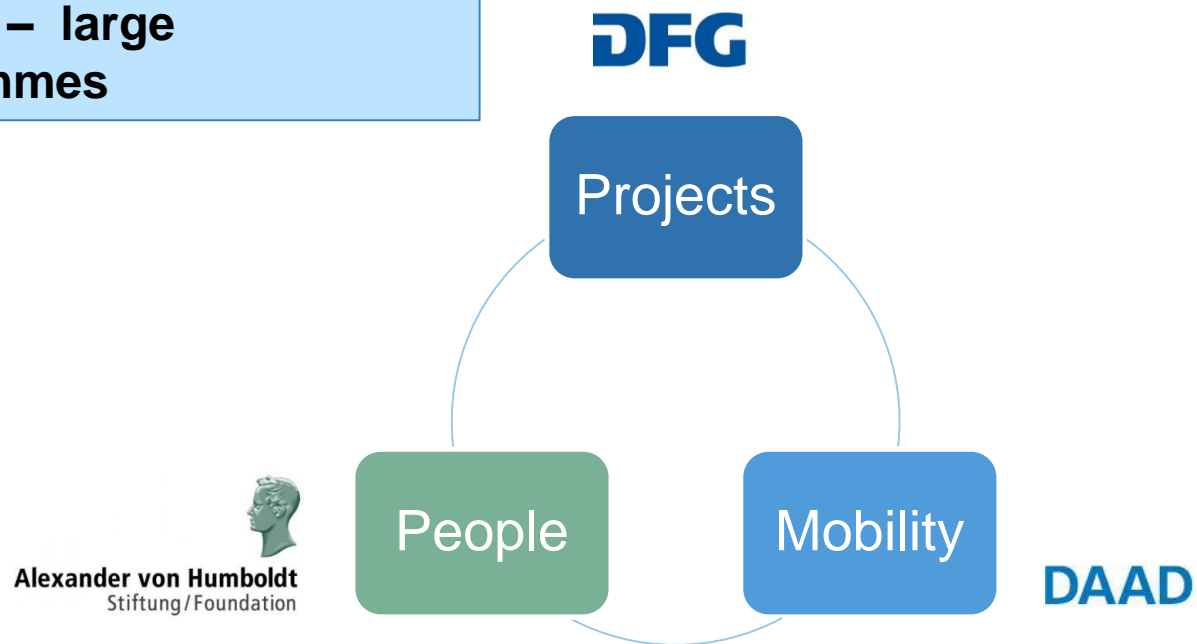 – large
mmes
DFG
Projects
People
Mobility
Alexander von Humboldt
Stiftung/Foundation
DAAD